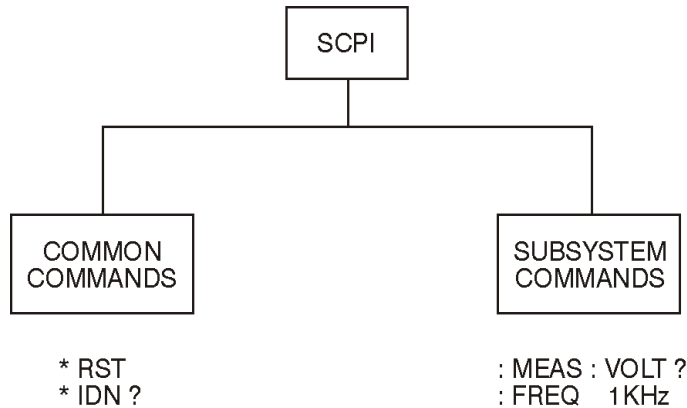 SCPI
COMMON
COMMANDS
SUBSYSTEM
COMMANDS
* RST
* IDN ?
: MEAS : VOLT ?
: FREQ 1KHz